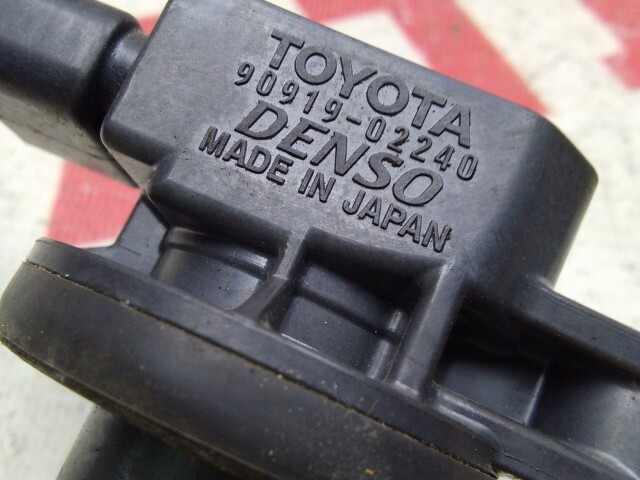 TOYOTA
90919-02240
DENSO
MADE IN JAPAN